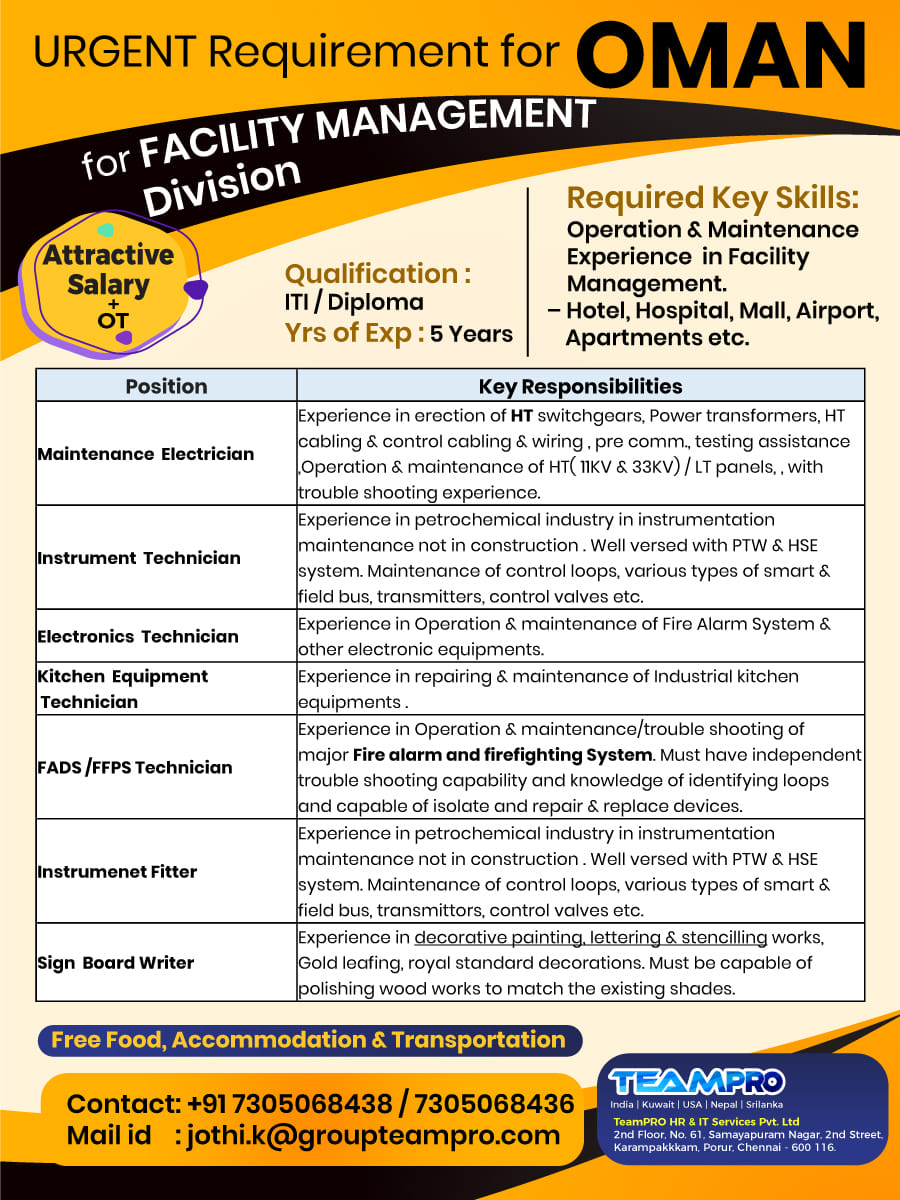 URGENT Requirement for OMAN
for FACILITY MANAGEMENT
Division
Attractive
Salary
+
OT
Qualification :
ITI / Diploma
Yrs of Exp : 5 Years
Required Key Skills:
Operation & Maintenance
Experience in Facility
Management.
– Hotel, Hospital, Mall, Airport,
Apartments etc.
Position
Key Responsibilities
Maintenance Electrician
Experience in erection of HT switchgears, Power transformers, HT
cabling & control cabling & wiring , pre comm., testing assistance
,Operation & maintenance of HT( 11KV & 33KV) / LT panels, , with
trouble shooting experience.
Instrument Technician
Experience in petrochemical industry in instrumentation
maintenance not in construction . Well versed with PTW & HSE
system. Maintenance of control loops, various types of smart &
field bus, transmitters, control valves etc.
Electronics Technician
Experience in Operation & maintenance of Fire Alarm System &
other electronic equipments.
Kitchen Equipment
Technician
Experience in repairing & maintenance of Industrial kitchen
equipments .
FADS /FFPS Technician
Experience in Operation & maintenance/trouble shooting of
major Fire alarm and firefighting System. Must have independent
trouble shooting capability and knowledge of identifying loops
and capable of isolate and repair & replace devices.
Instrumenet Fitter
Experience in petrochemical industry in instrumentation
maintenance not in construction . Well versed with PTW & HSE
system. Maintenance of control loops, various types of smart &
field bus, transmittors, control valves etc.
Sign Board Writer
Experience in decorative painting, lettering & stencilling works,
Gold leafing, royal standard decorations. Must be capable of
polishing wood works to match the existing shades.
Free Food, Accommodation & Transportation
Contact: +91 7305068438 / 7305068436
Mail id : jothi.k@groupteampro.com
TEAMPRO
India | Kuwait | USA | Nepal | Srilanka
TeamPRO HR & IT Services Pvt. Ltd
2nd Floor, No. 61, Samayapuram Nagar, 2nd Street,
Karampakkkam, Porur, Chennai - 600 116.